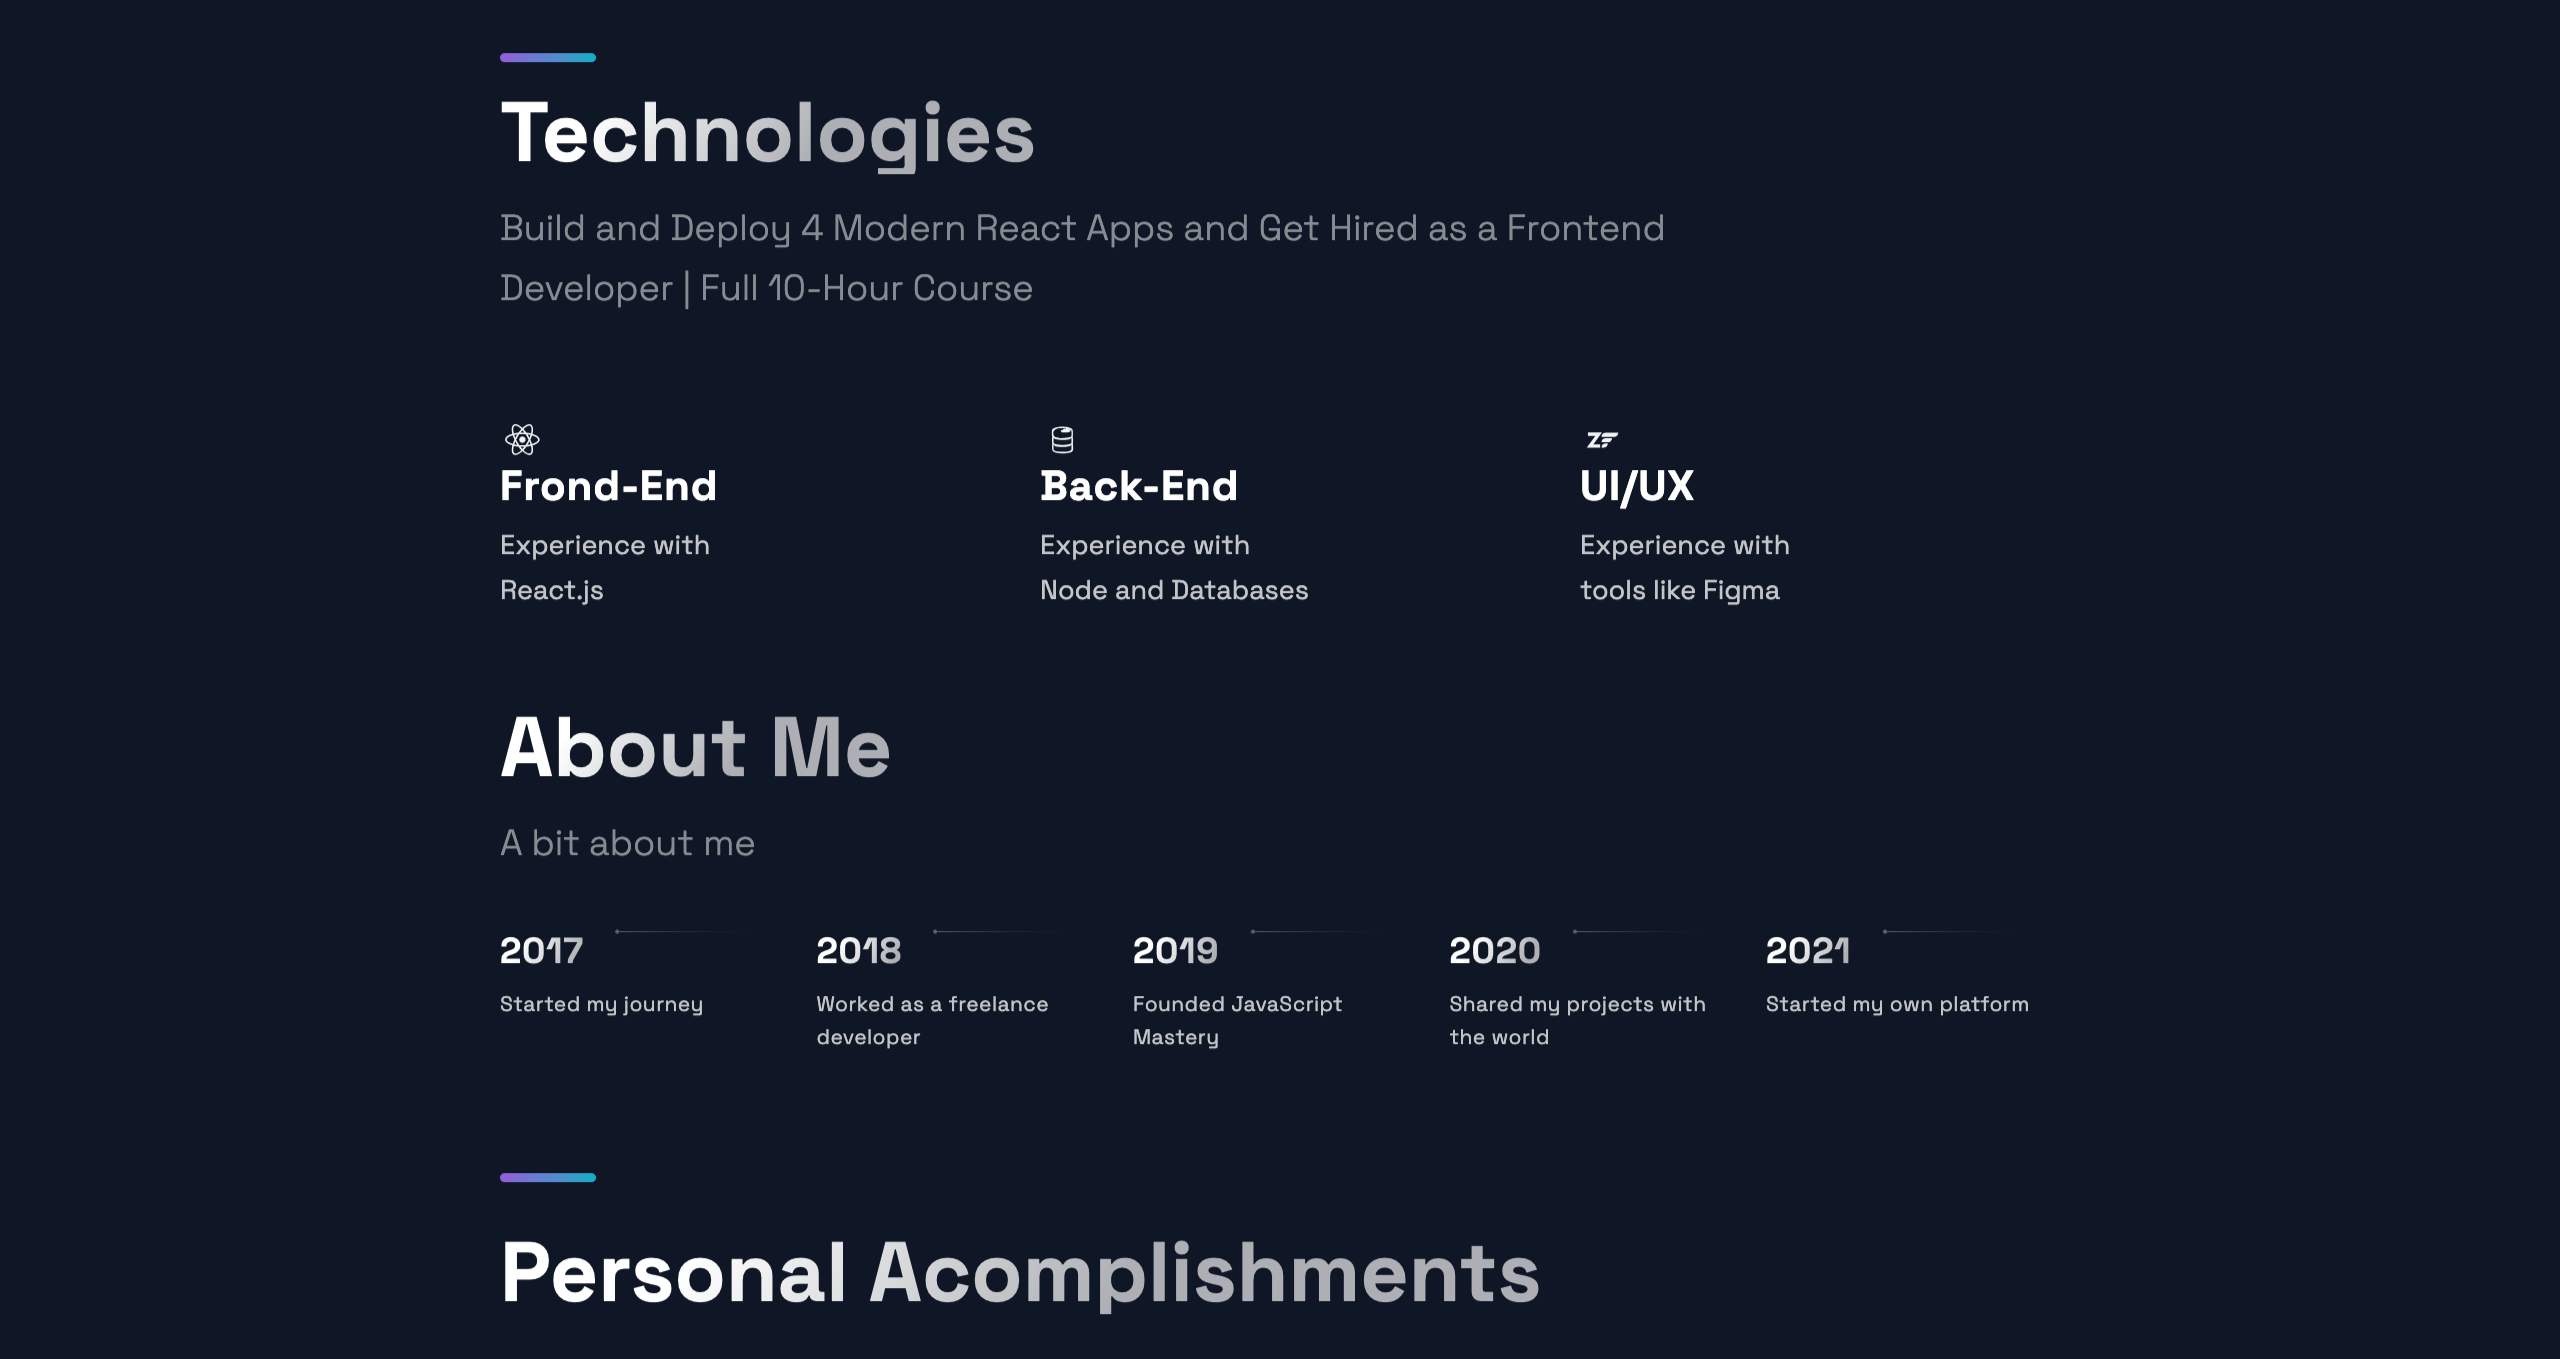 Technologies
Build and Deploy 4 Modern React Apps and Get Hired as a Frontend
Developer | Full 10-Hour Course
Frond-End
Experience with
React.js
Back-End
Experience with
Node and Databases
ZF
UI/UX
Experience with
tools like Figma
About Me
A bit about me
2017
Started my journey
2018
Worked as a freelance
developer
2019
Founded JavaScript
Mastery
2020
Shared my projects with
the world
2021
Started my own platform
Personal Acomplishments